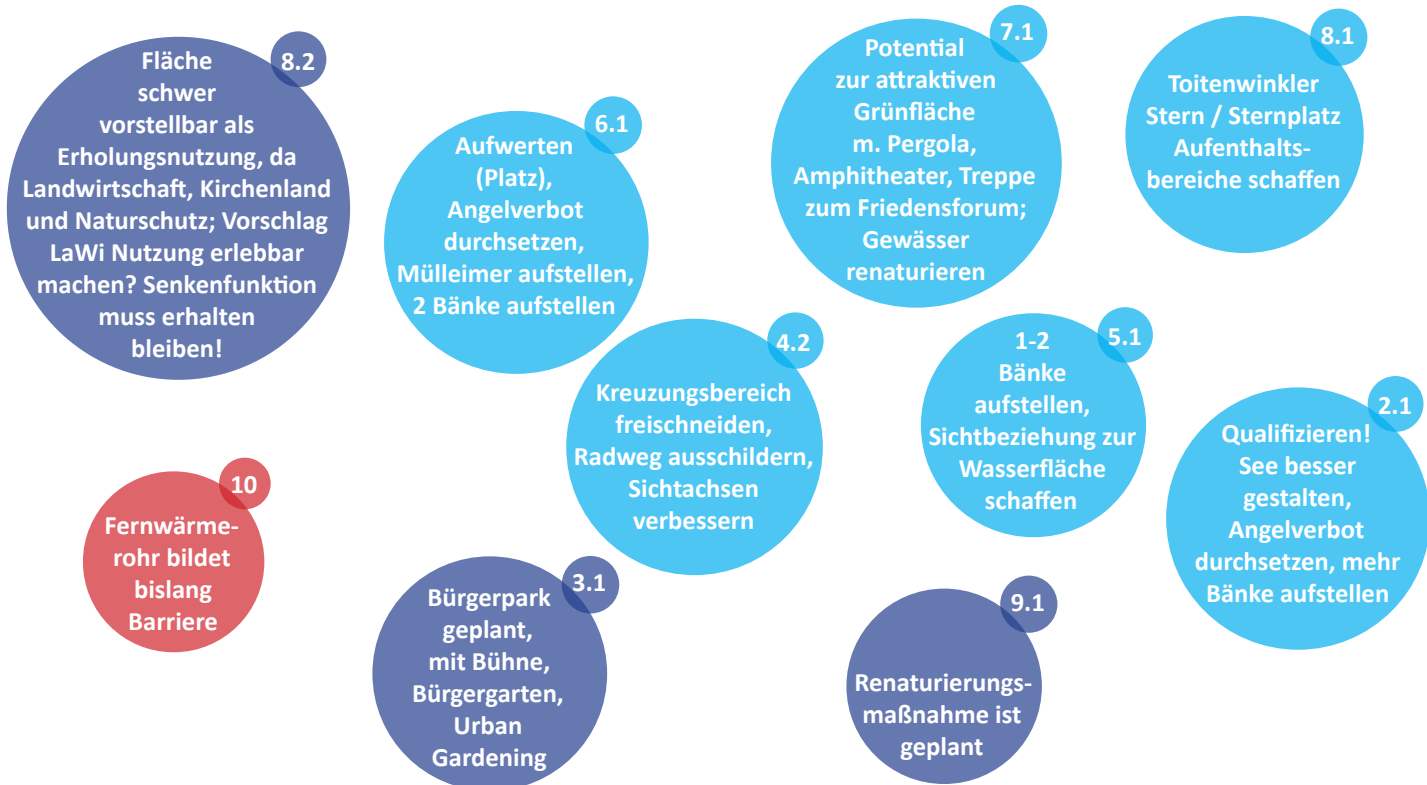 8.2
Fläche
schwer
vorstellbar als
Erholungsnutzung, da
Landwirtschaft, Kirchenland
und Naturschutz; Vorschlag
LaWi Nutzung erlebbar
machen? Senkenfunktion
muss erhalten
bleiben!
6.1
Aufwerten
(Platz),
Angelverbot
durchsetzen,
Mülleimer aufstellen,
2 Bänke aufstellen
7.1
Potential
zur attraktiven
Grünfläche
m. Pergola,
Amphitheater, Treppe
zum Friedensforum;
Gewässer
renaturieren
8.1
Toitenwinkler
Stern / Sternplatz
Aufenthalts-
bereiche schaffen
4.2
Kreuzungsbereich
freischneiden,
Radweg ausschildern,
Sichtachsen
verbessern
5.1
1-2
Bänke
aufstellen,
Sichtbeziehung zur
Wasserfläche
schaffen
2.1
Qualifizieren!
See besser
gestalten,
Angelverbot
durchsetzen, mehr
Bänke aufstellen
10
Fernwärme-
rohr bildet
bislang
Barriere
3.1
Bürgerpark
geplant,
mit Bühne,
Bürgergarten,
Urban
Gardening
9.1
Renaturierungs-
maßnahme ist
geplant